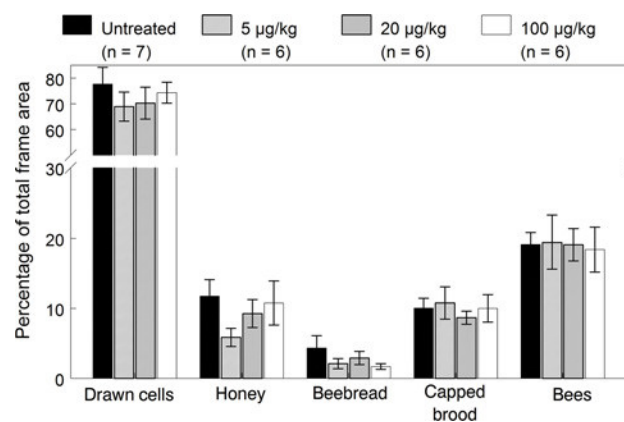 Untreated 5 µg/kg 20 µg/kg 100 µg/kg
(n = 7) (n = 6) (n = 6) (n = 6)
Percentage of total frame area
80
70
60
30
20
10
0
Drawn cells Honey Beebread Capped brood Bees